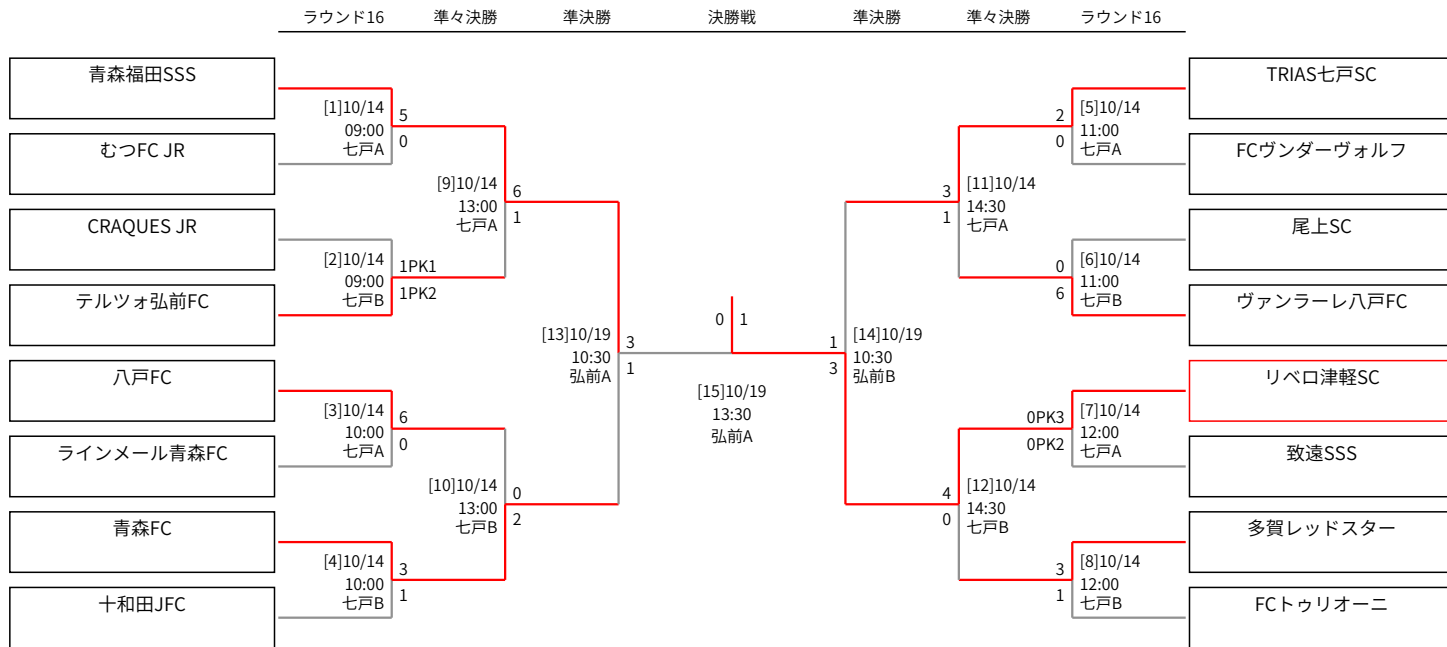 ラウンド16 準々決勝 準決勝 決勝戦 準決勝 準々決勝 ラウンド16
青森福田SSS
むつFC JR
CRAQUES JR
テルツォ弘前FC
八戸FC
ラインメール青森FC
青森FC
十和田JFC
[1]10/14
09:00
七戸A
5
0
[2]10/14
09:00
七戸B
1PK1
1PK2
[3]10/14
10:00
七戸A
6
0
[4]10/14
10:00
七戸B
3
1
[9]10/14
13:00
七戸A
6
1
[10]10/14
13:00
七戸B
0
2
[13]10/19
10:30
弘前A
3
1
0 1
[15]10/19
13:30
弘前A
1
3
[14]10/19
10:30
弘前B
3
1
[11]10/14
14:30
七戸A
4
0
[12]10/14
14:30
七戸B
2
0
[5]10/14
11:00
七戸A
0
6
[6]10/14
11:00
七戸B
0PK3
0PK2
[7]10/14
12:00
七戸A
3
1
[8]10/14
12:00
七戸B
TRIAS七戸SC
FCヴンダーヴォルフ
尾上SC
ヴァンラーレ八戸FC
リベロ津軽SC
致遠SSS
多賀レッドスター
FCトゥリオーニ